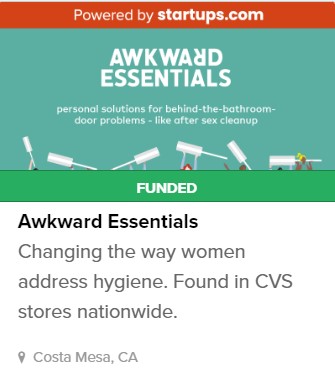 Powered by startups.com
AWKWARD
ESSENTIALS
personal solutions for behind-the-bathroom-
door problems - like after sex cleanup
FUNDED
Awkward Essentials
Changing the way women
address hygiene. Found in CVS
stores nationwide.
Costa Mesa, CA